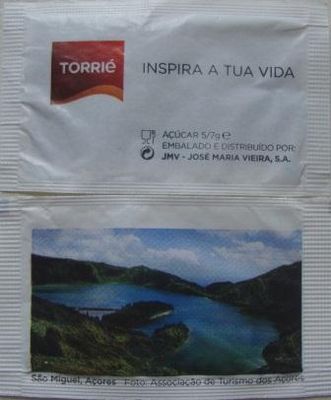 TORRIé
INSPIRA A TUA VIDA
AÇÚCAR 5/7g ℮
EMBALADO E DISTRIBUÍDO POR:
JMV - JOSÉ MARIA VIEIRA, S.A.
São Miguel, Açores Foto: Associação de Turismo dos Açores